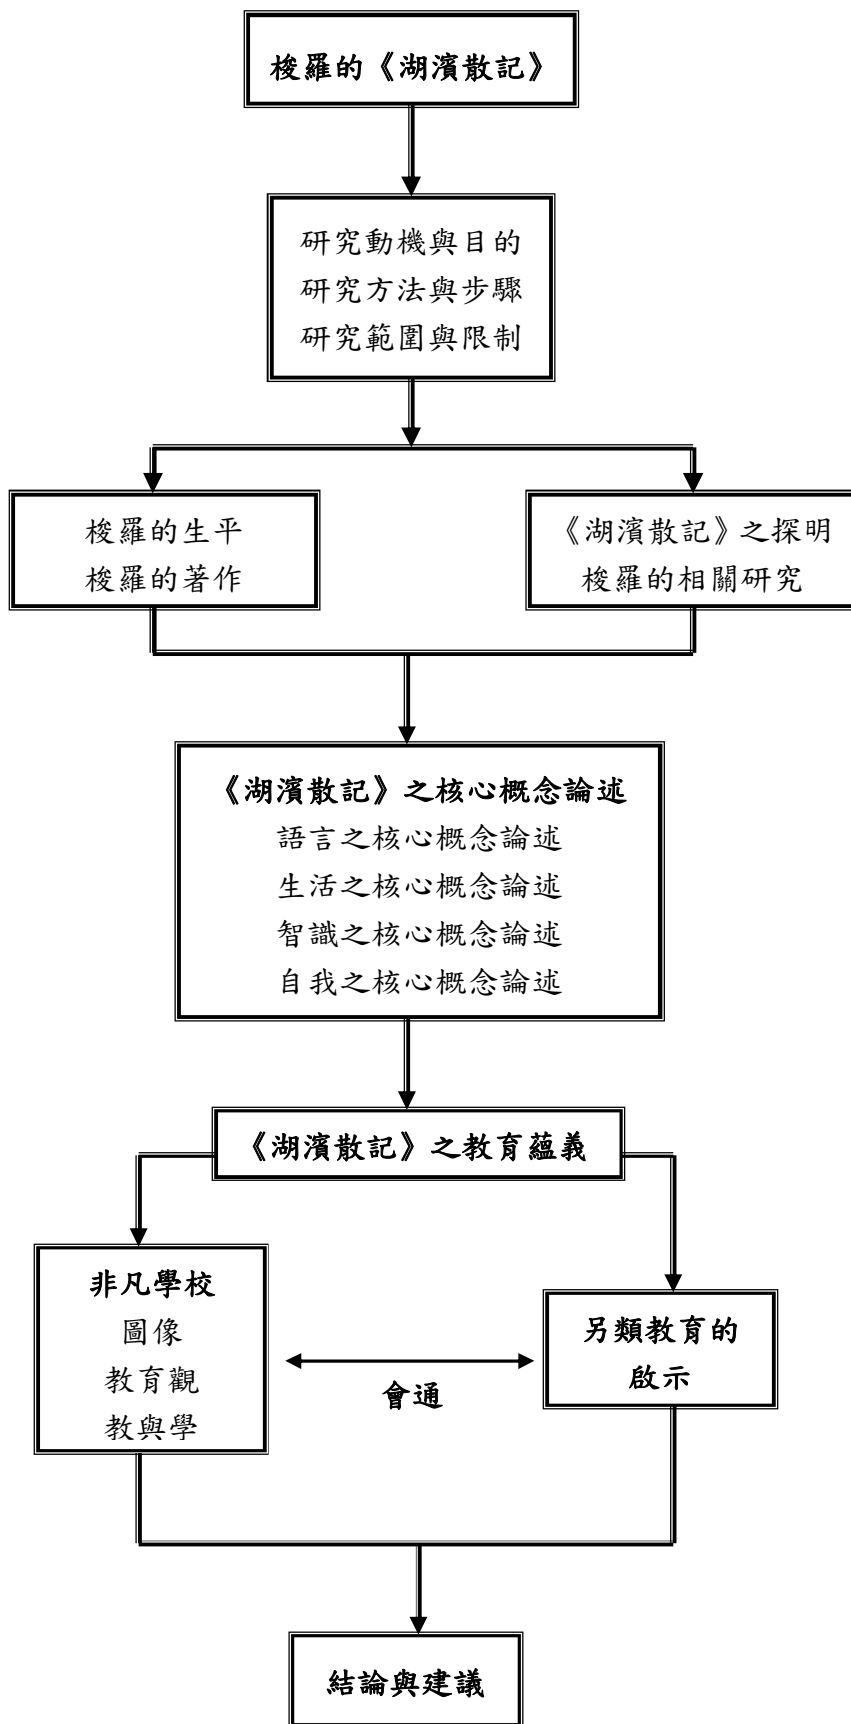 梭羅的《湖濱散記》
研究動機與目的
研究方法與步驟
研究範圍與限制
梭羅的生平
梭羅的著作
《湖濱散記》之探明
梭羅的相關研究
《湖濱散記》之核心概念論述
語言之核心概念論述
生活之核心概念論述
智識之核心概念論述
自我之核心概念論述
《湖濱散記》之教育蘊義
非凡學校
圖像
教育觀
教與學
會通
另類教育的
啟示
結論與建議